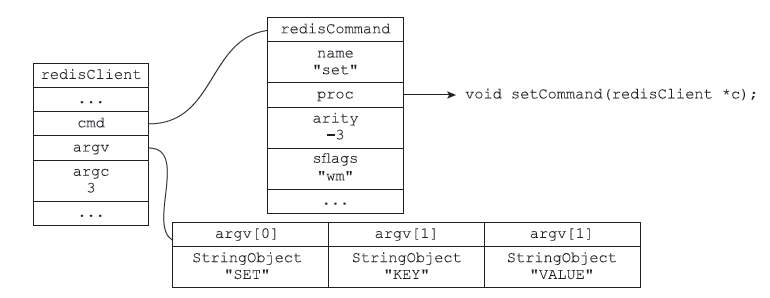 redisClient
...
cmd
argv
argc
3
...
redisCommand
name
"set"
proc
arity
-3
sflags
"wm"
...
void setCommand(redisClient *c);
argv[0] argv[1] argv[1]
StringObject StringObject StringObject
"SET" "KEY" "VALUE"